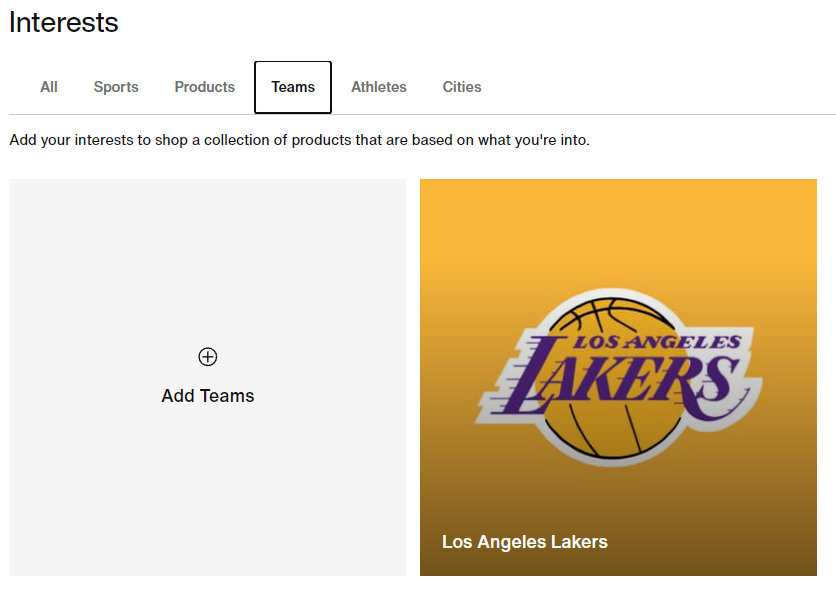 Interests
All Sports Products Teams Athletes Cities
Add your interests to shop a collection of products that are based on what you're into.
Add Teams
LOS ANGELES
LAKERS
Los Angeles Lakers